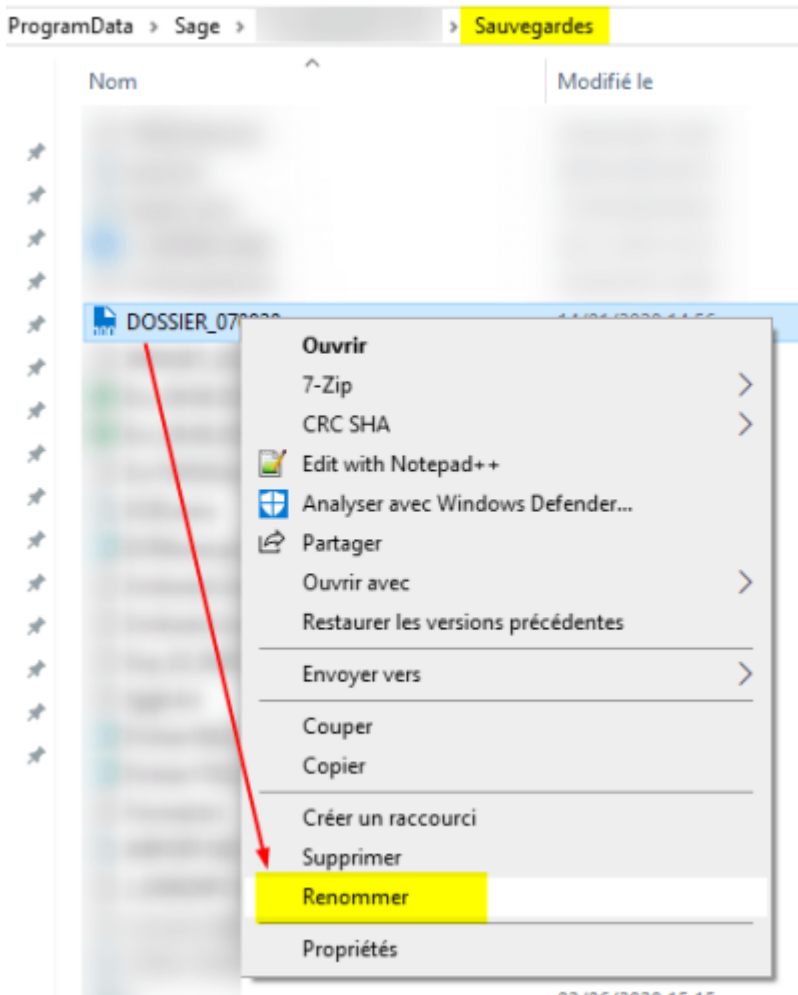 ProgramData > Sage > > Sauvegardes
Nom Modifié le
DOSSIER_070920
Ouvrir
7-Zip
CRC SHA
Edit with Notepad++
Analyser avec Windows Defender...
Partager
Ouvrir avec
Restaurer les versions précédentes
Envoyer vers
Couper
Copier
Créer un raccourci
Supprimer
Renommer
Propriétés